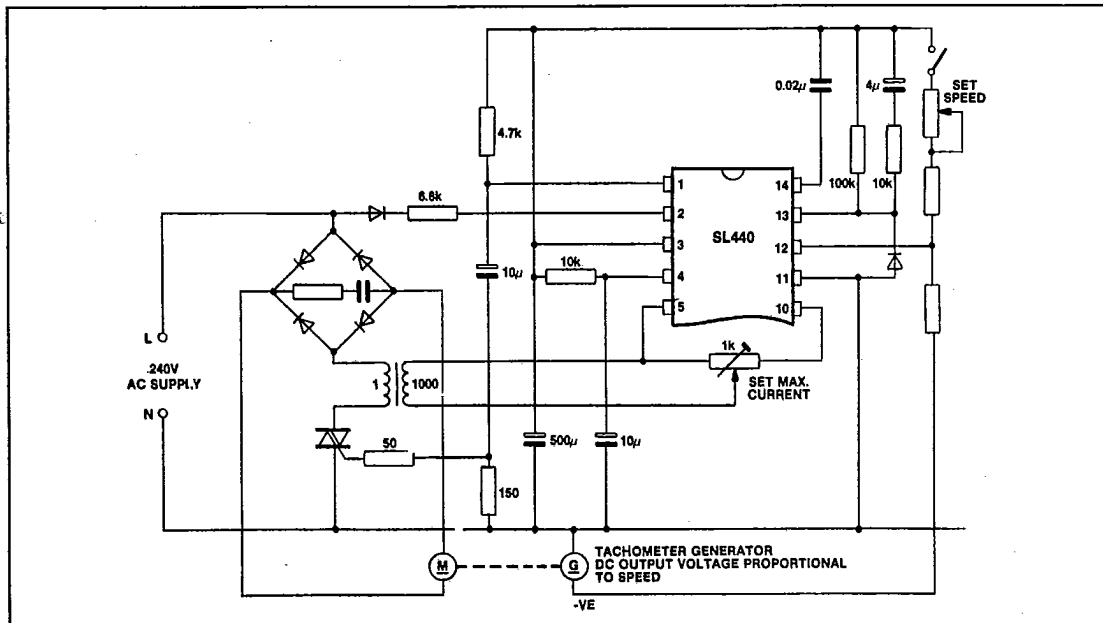 0.02μ
4μ
SET
SPEED
4.7k
100k
10k
6.8k
1
14
2
13
SL440
3
12
10k
4
11
10μ
5
10
L
240V
AC SUPPLY
N
1
1000
1k
SET MAX.
CURRENT
50
500μ
10μ
150
M
G
TACHOMETER GENERATOR
DC OUTPUT VOLTAGE PROPORTIONAL
TO SPEED
-VE